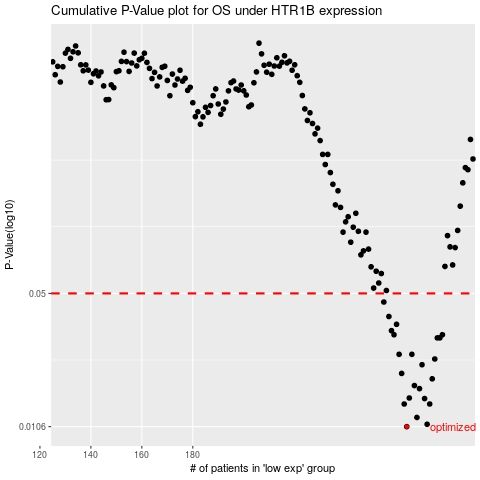 Cumulative P-Value plot for OS under HTR1B expression
P-Value(log10)
0.05
0.0106
optimized
120 140 160 180
# of patients in 'low exp' group